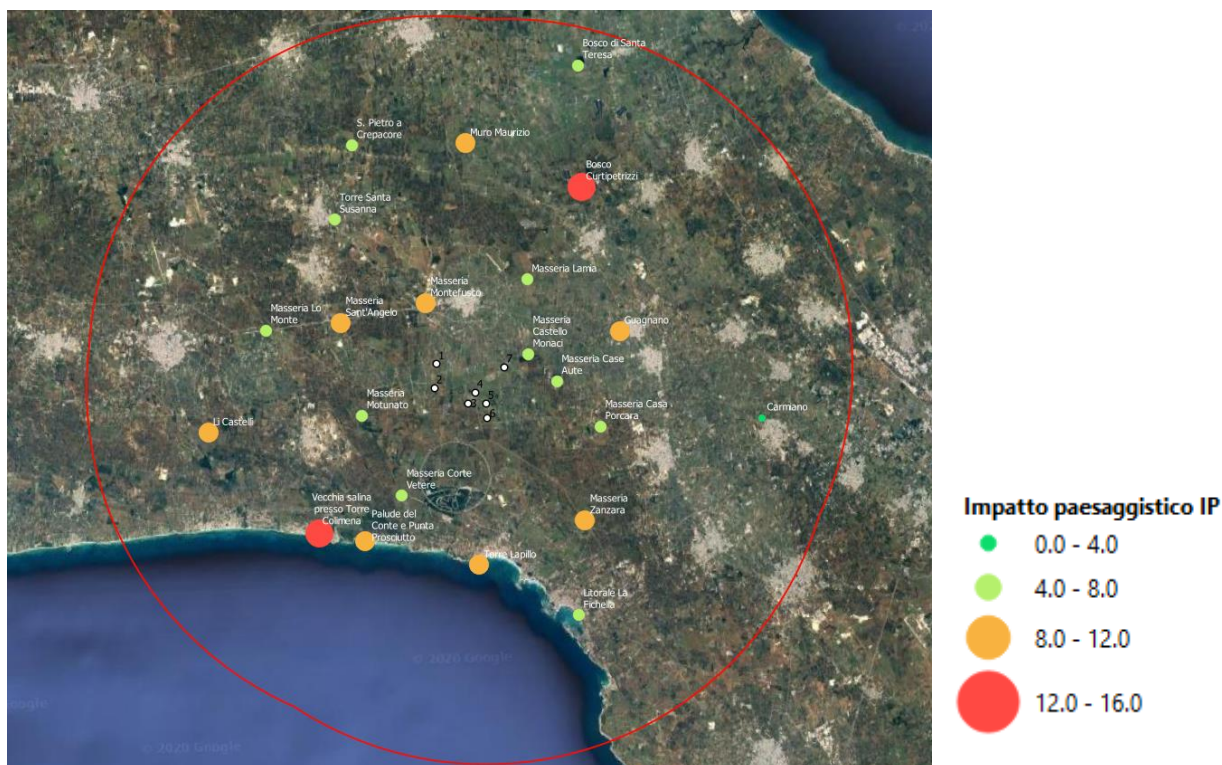 © 2020
Bosco di Santa
Teresa
S. Pietro a
Crepacore
Muro Maurizio
Bosco
Curtipetrizzi
Torre Santa
Susanna
Masseria Lama
Masseria
Montefusto
Masseria
Sant'Angelo
Masseria Lo
Monte
Masseria
Castello
Monaci
Guagnano
1
7
Masseria Case
Aute
2
4
3
5
6
Masseria
Motunato
Masseria Casa
Porcara
Carmiano
Li Castelli
Masseria Corte
Vetere
Vecchia salina
presso Torre
Colimena
Palude del
Conte e Punta
Prosciutto
Masseria
Zanzara
Torre Lapillo
Litorale La
Fichella
© 2020 Google
Google
© 2020 Google
Impatto paesaggistico IP
0.0 - 4.0
4.0 - 8.0
8.0 - 12.0
12.0 - 16.0